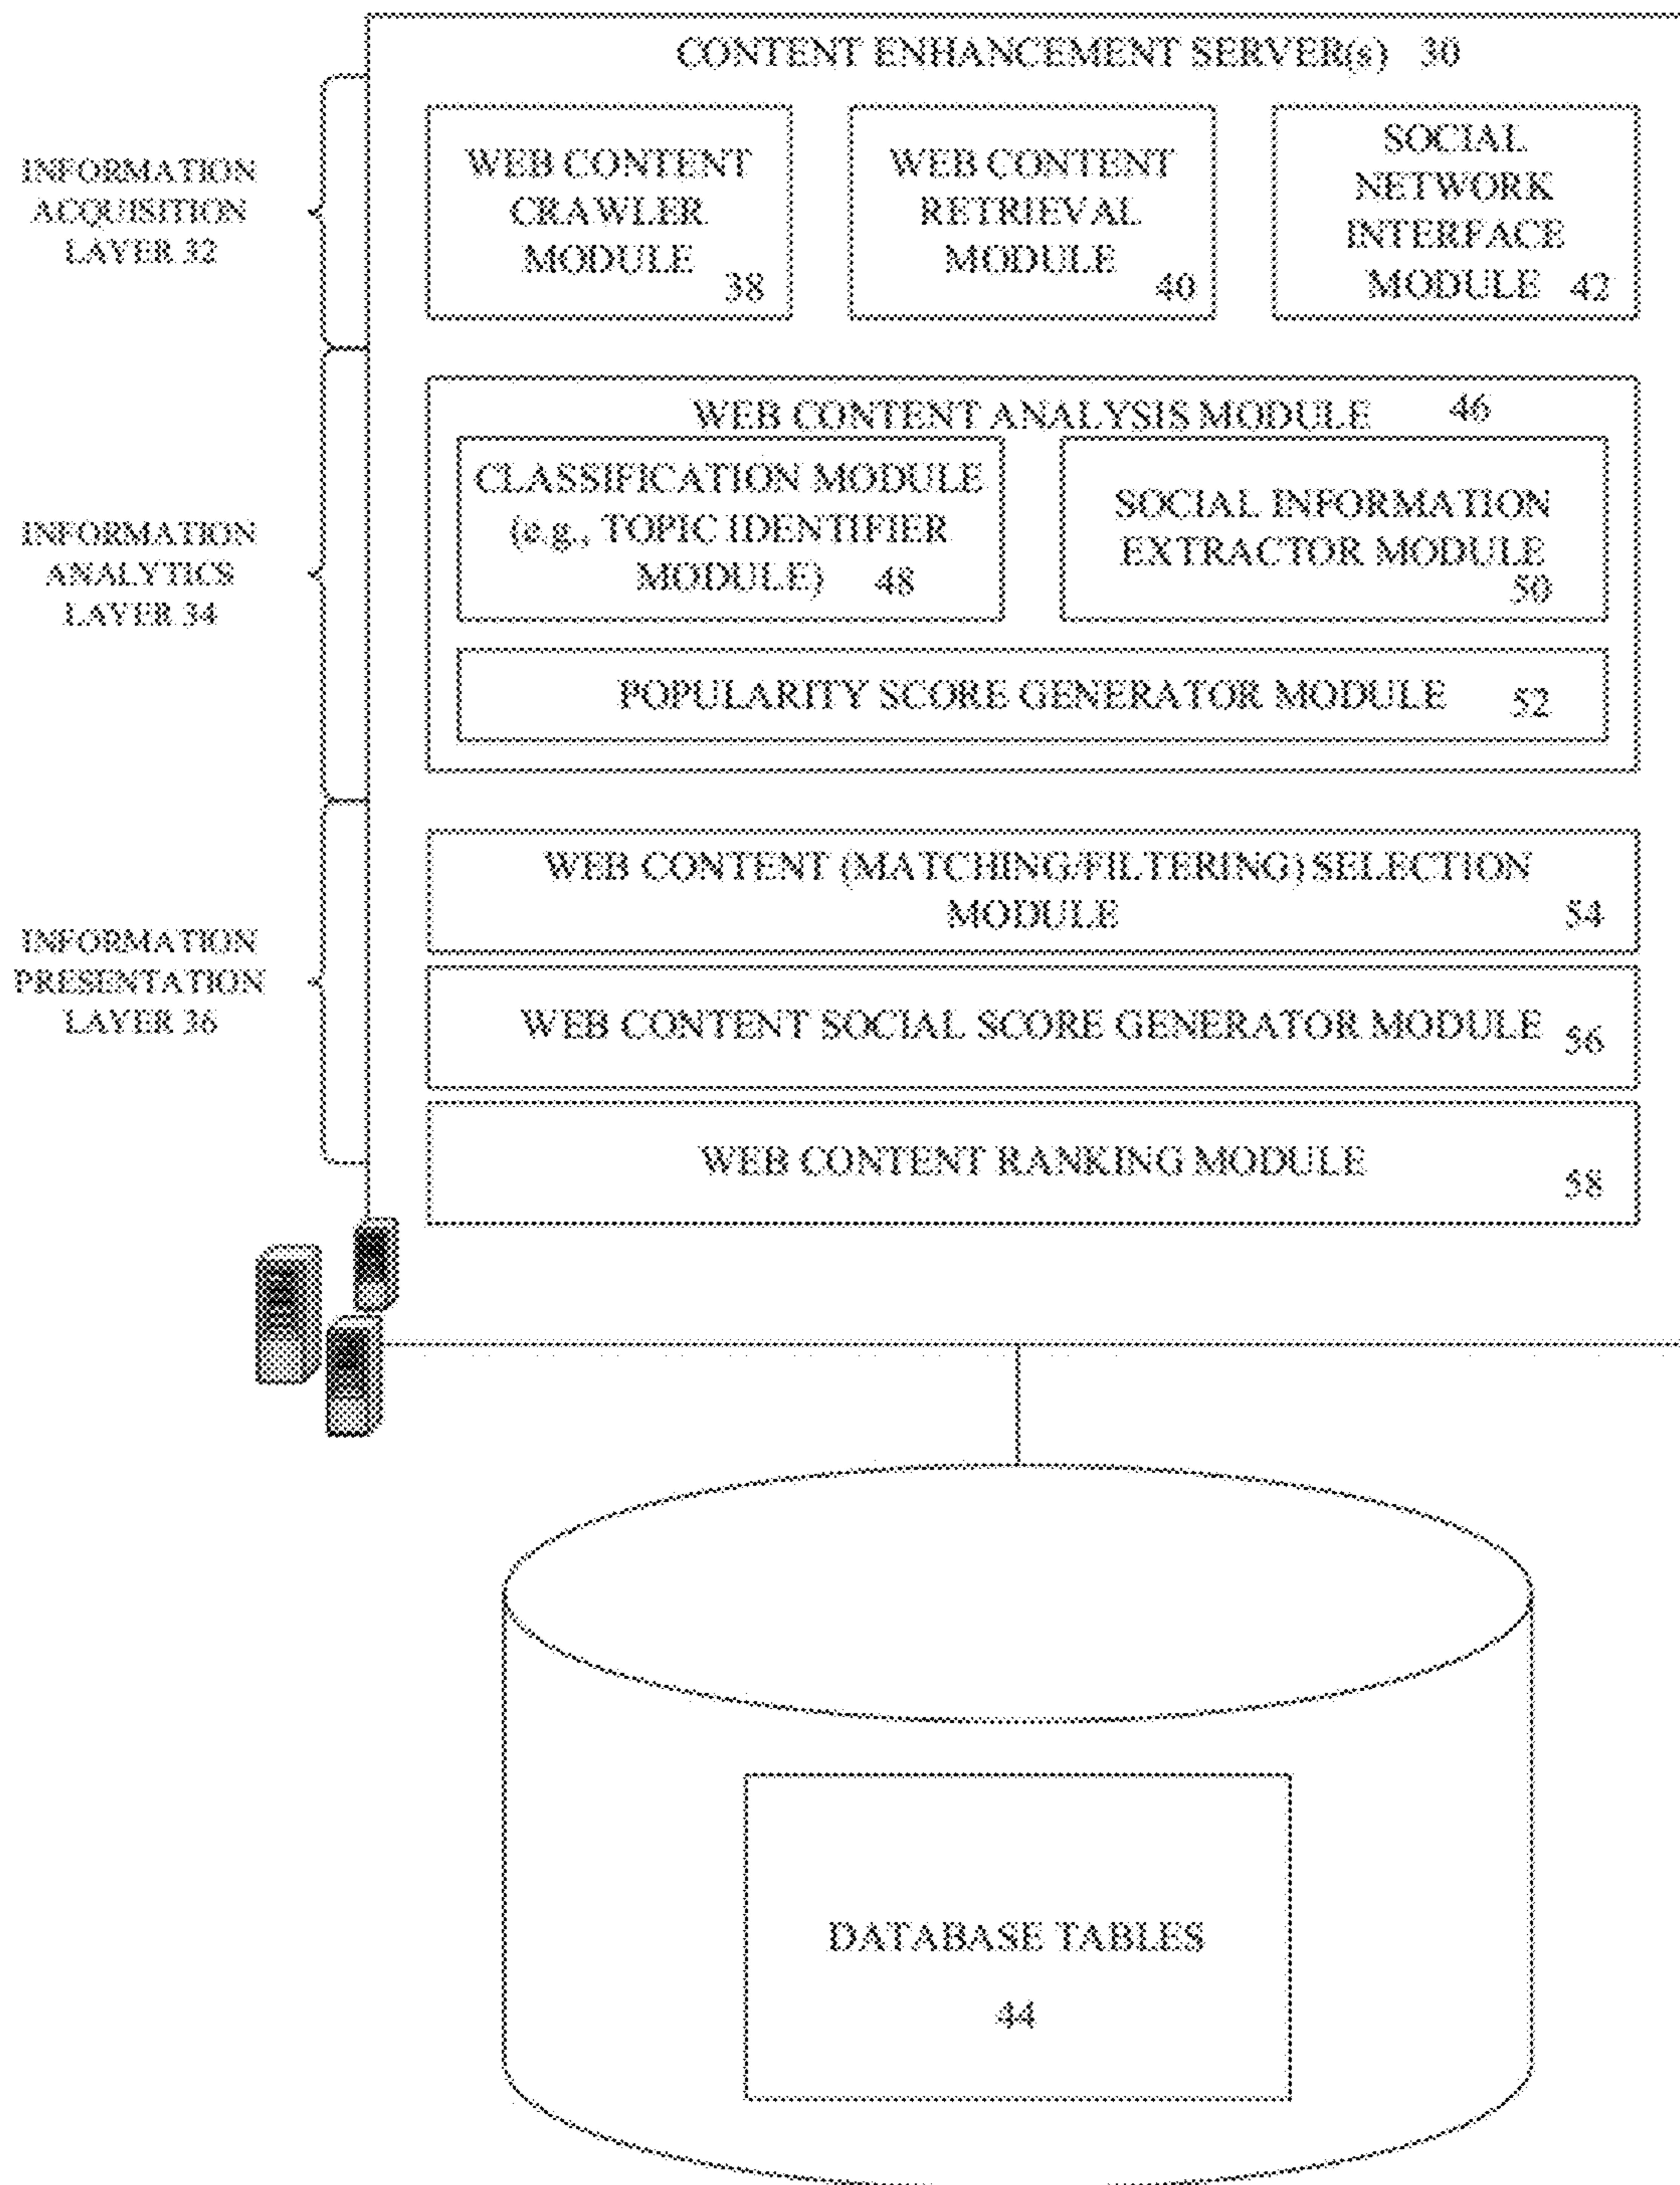 CONTENT ENHANCEMENT SERVER(s) 30
INFORMATION
ACQUISITION
LAYER 32
WEB CONTENT
CRAWLER
MODULE
38
WEB CONTENT
RETRIEVAL
MODULE
40
SOCIAL
NETWORK
INTERFACE
MODULE 42
INFORMATION
ANALYTICS
LAYER 34
WEB CONTENT ANALYSIS MODULE 46
CLASSIFICATION MODULE
(e.g., TOPIC IDENTIFIER
MODULE) 48
SOCIAL INFORMATION
EXTRACTOR MODULE
50
POPULARITY SCORE GENERATOR MODULE 52
INFORMATION
PRESENTATION
LAYER 36
WEB CONTENT (MATCHING/FILTERING) SELECTION
MODULE 54
WEB CONTENT SOCIAL SCORE GENERATOR MODULE 56
WEB CONTENT RANKING MODULE
58
DATABASE TABLES
44